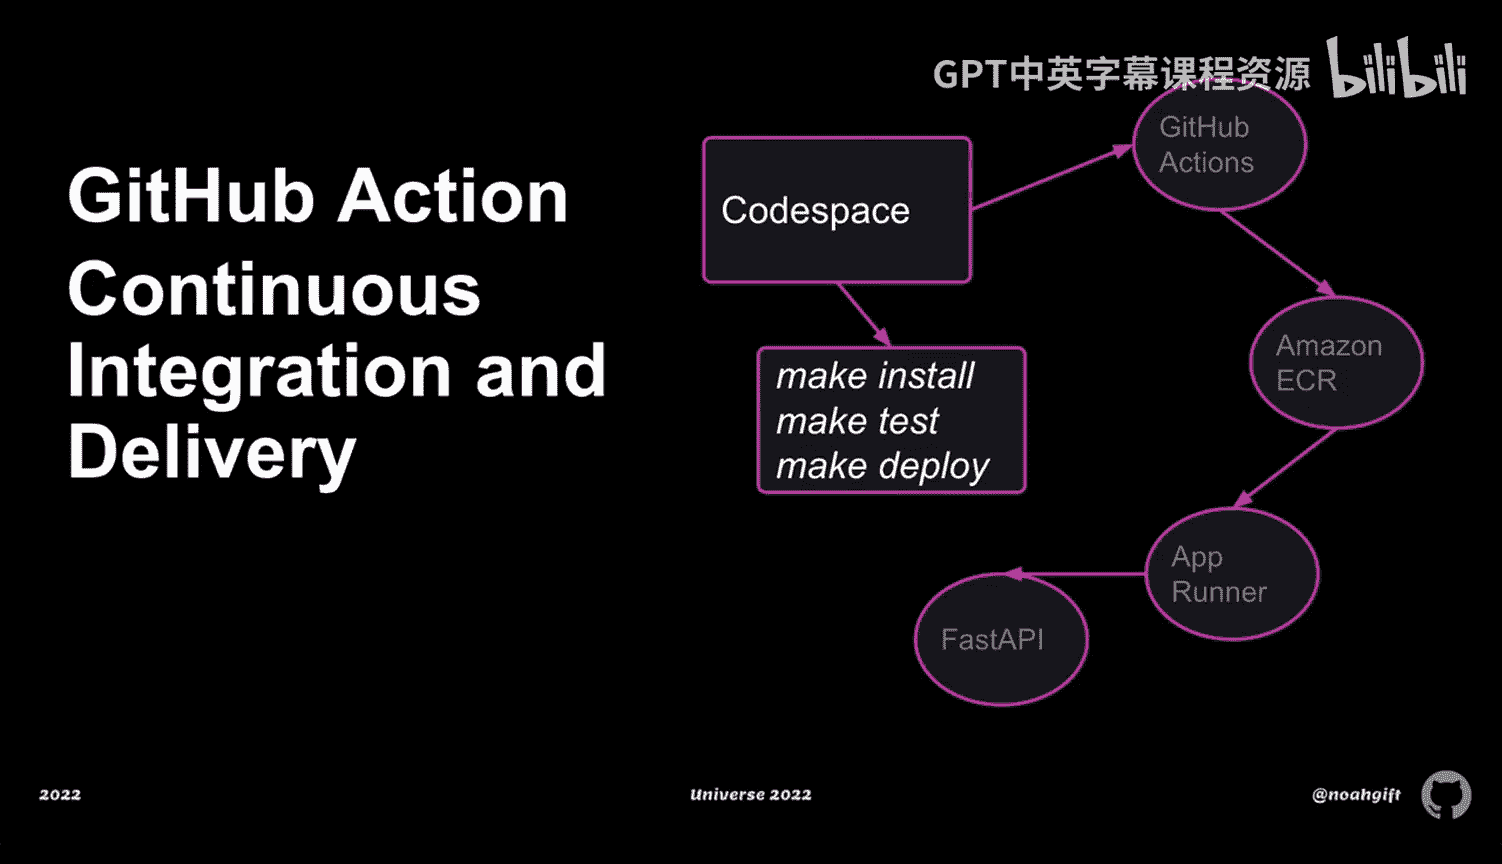 GPT中英字幕课程资源 bilibili
GitHub Action
Continuous
Integration and
Delivery
Codespace
make install
make test
make deploy
GitHub
Actions
Amazon
ECR
App
Runner
FastAPI
2022
Universe 2022
@noahgift